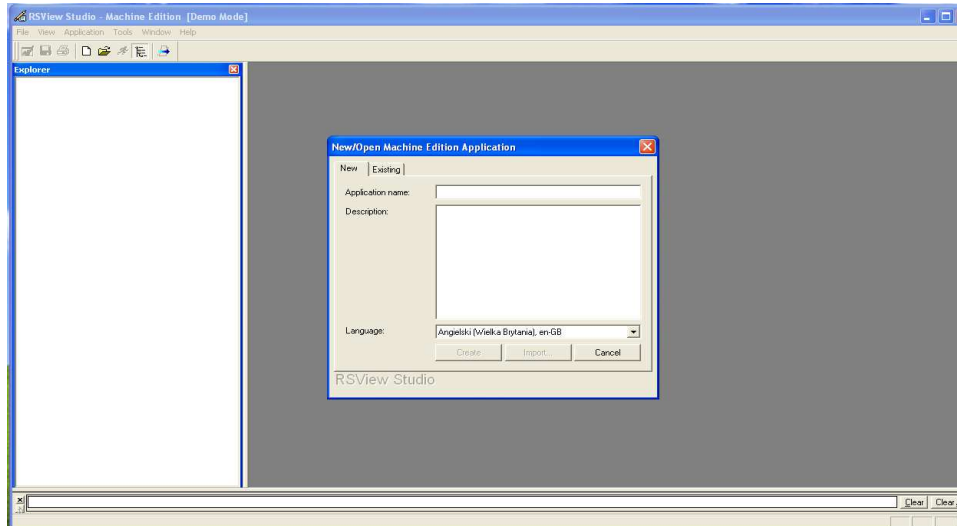 RSView Studio - Machine Edition [Demo Mode]
File View Application Tools Window Help
Explorer
New/Open Machine Edition Application
New Existing
Application name:
Description:
Language: Angielski (Wielka Brytania), en-GB
Create Import... Cancel
RSView Studio
Clear Clear